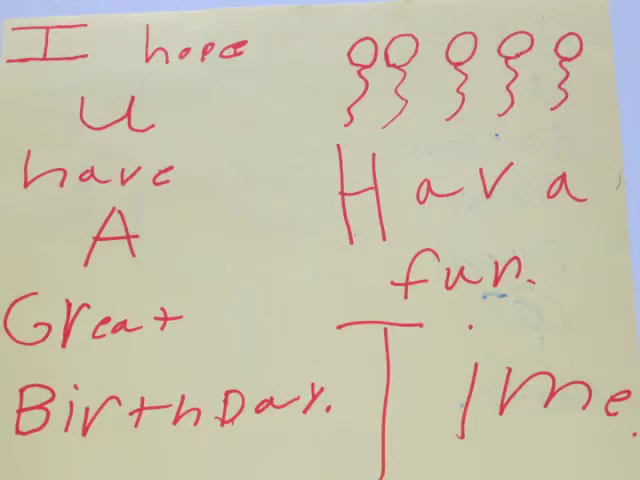 I hope
U
have
A
Great
BirthDay.
Hava
fun.
Time.